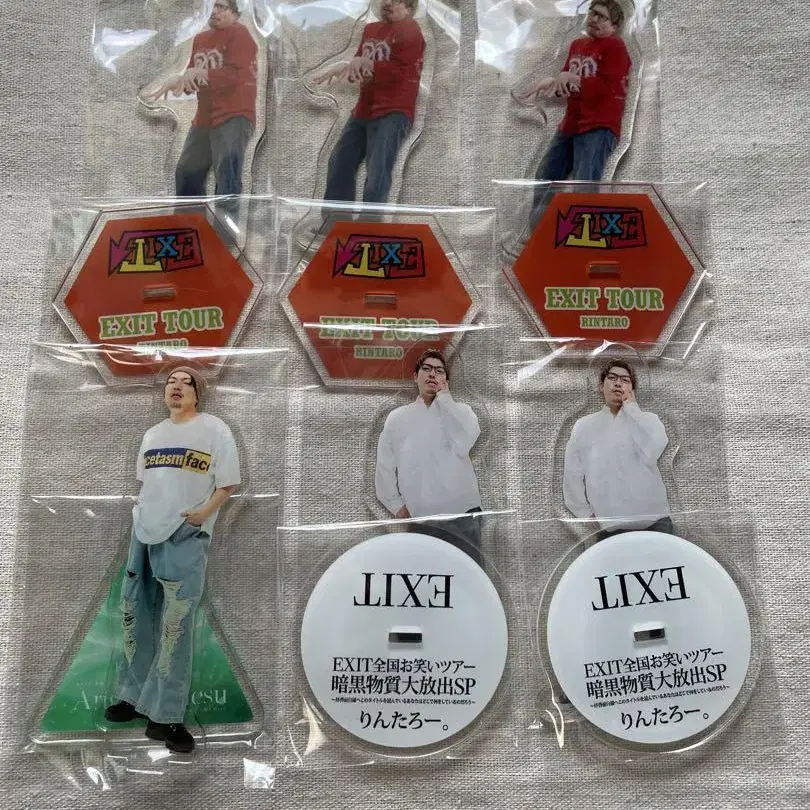 EXIT
EXIT TOUR
RINTARO
EXIT
EXIT TOUR
RINTARO
EXIT
EXIT TOUR
RINTARO
cetasm
fac
EXIT
EXIT全国お笑いツアー
暗黒物質大放出SP
りんたろー。
EXIT
EXIT全国お笑いツアー
暗黒物質大放出SP
りんたろー。